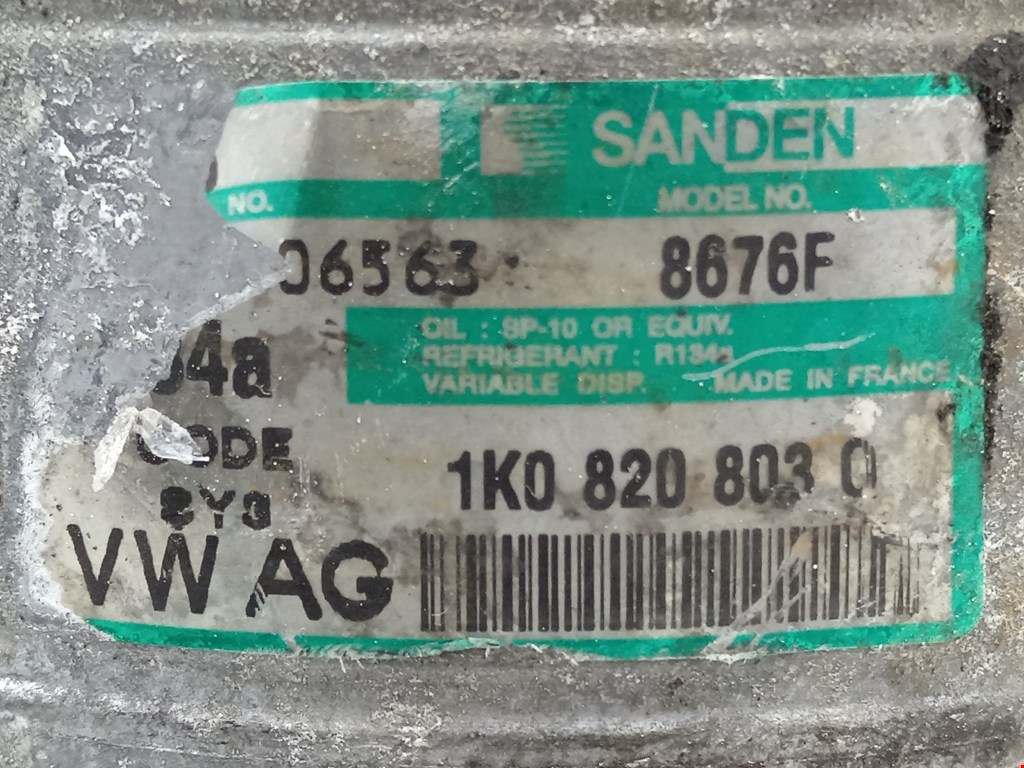 SANDEN
NO. MODEL NO.
06563 8676F
OIL : SP-10 OR EQUIV.
REFRIGERANT : R134a
VARIABLE DISP. MADE IN FRANCE
4a
CODE
1K0 820 803
VW AG